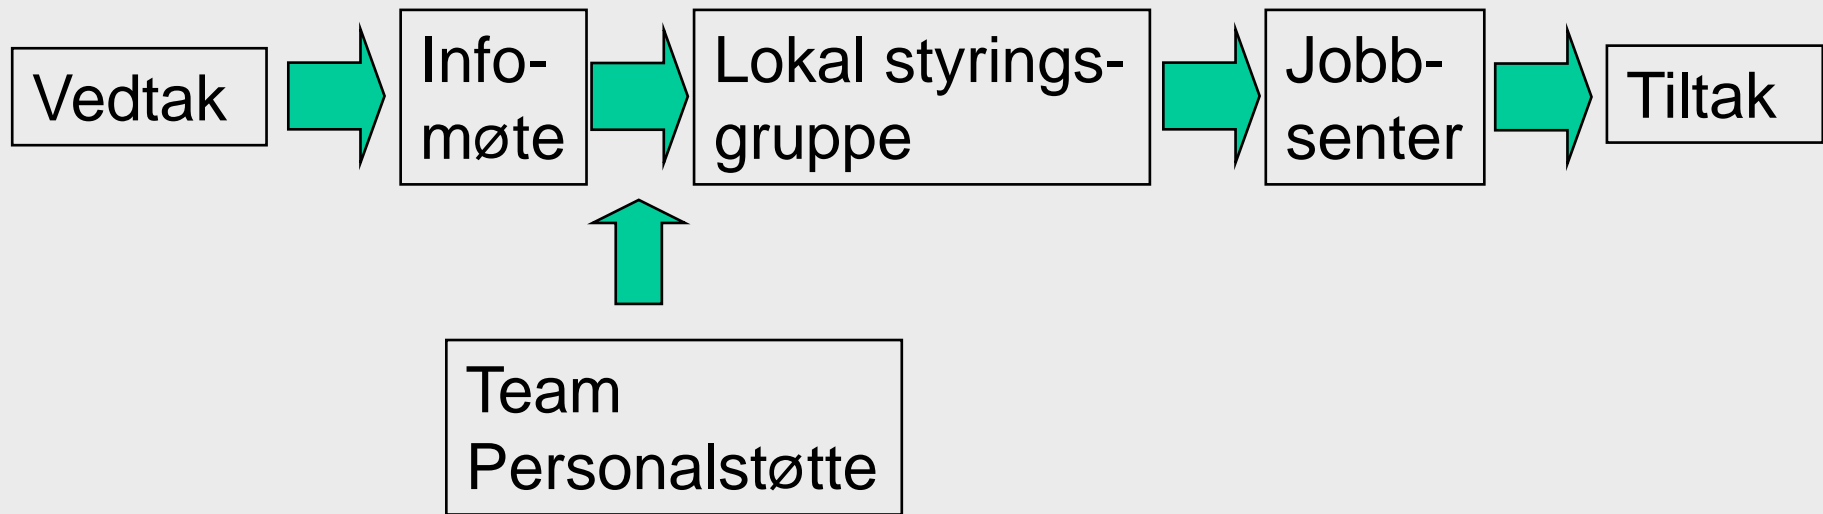 Vedtak
Info-
møte
Lokal styrings-
gruppe
Jobb-
senter
Tiltak
Team
Personalstøtte